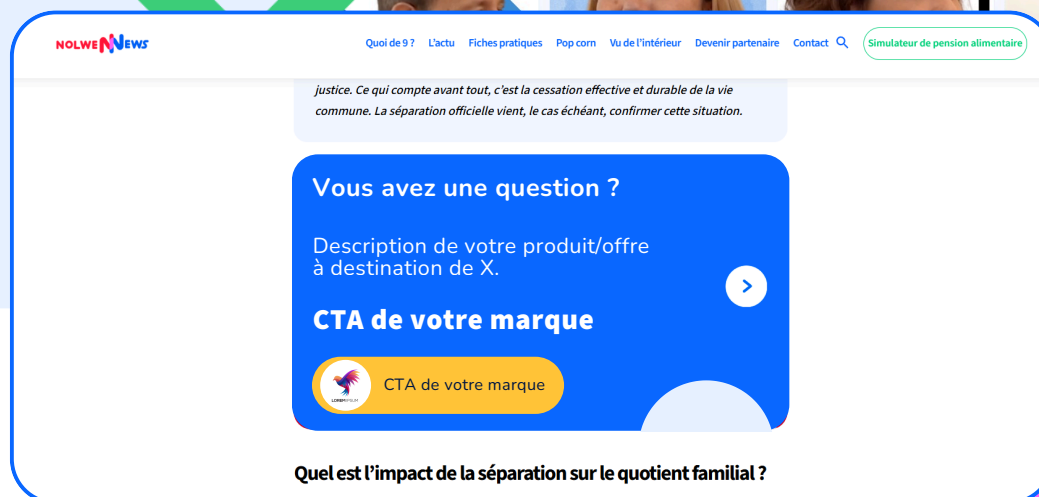 NOLWENNEWS
Quoi de 9 ? L'actu Fiches pratiques Pop corn Vu de l'intérieur Devenir partenaire Contact Simulateur de pension alimentaire
justice. Ce qui compte avant tout, c'est la cessation effective et durable de la vie
commune. La séparation officielle vient, le cas échéant, confirmer cette situation.
Vous avez une question ?
Description de votre produit/offre
à destination de X.
CTA de votre marque
CTA de votre marque
LOREM IPSUM
Quel est l'impact de la séparation sur le quotient familial ?